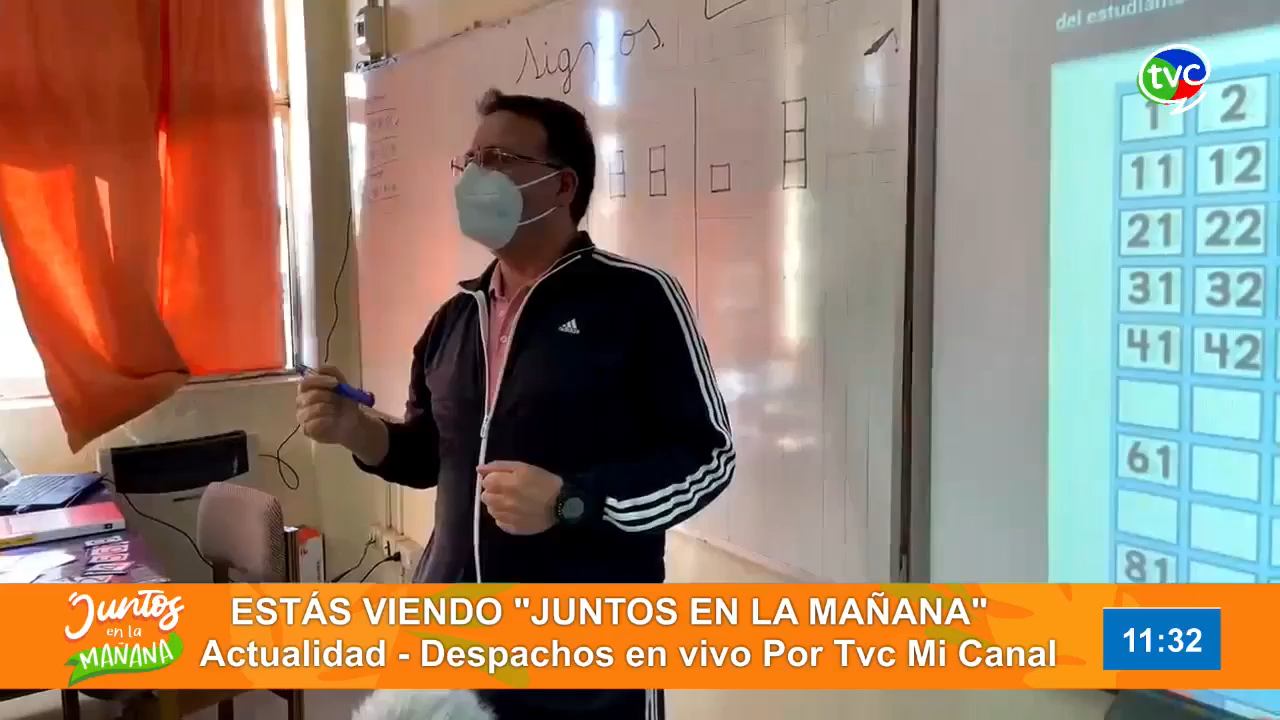 del estudiante
tvc
signos
1 2
11 12
21 22
31 32
41 42
61
81
adidas
Juntos
en la
MAÑANA
ESTÁS VIENDO "JUNTOS EN LA MAÑANA"
Actualidad - Despachos en vivo Por Tvc Mi Canal
11:32